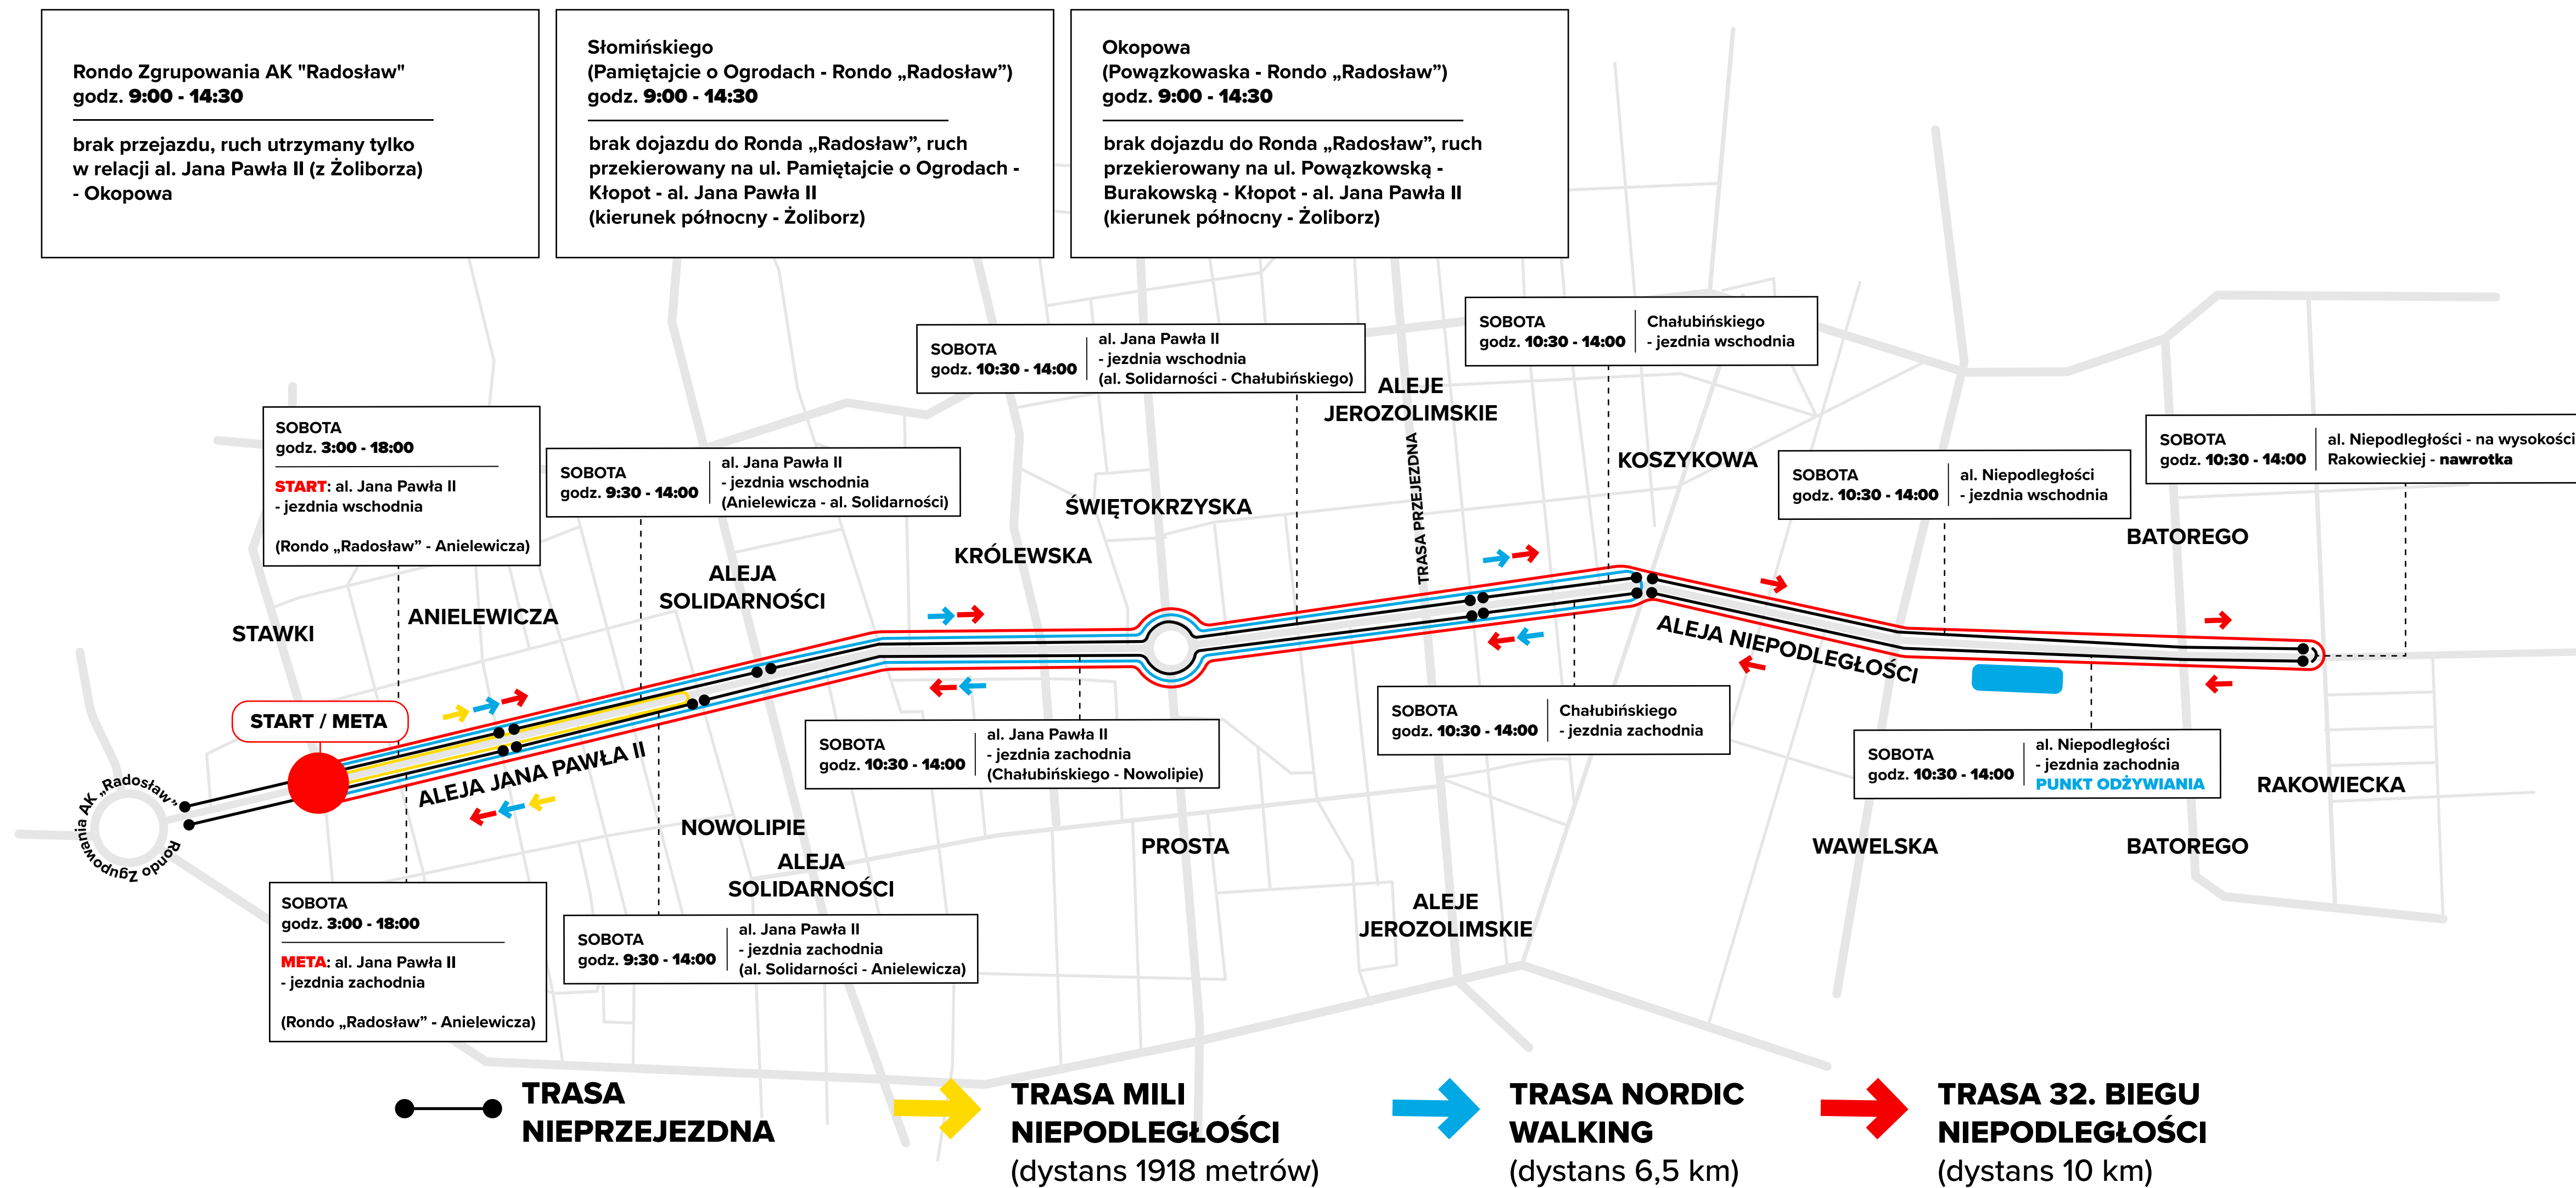 Rondo Zgrupowania AK "Radosław"
godz. 9:00 - 14:30
brak przejazdu, ruch utrzymany tylko
w relacji al. Jana Pawła II (z Żoliborza)
- Okopowa
Słomińskiego
(Pamiętajcie o Ogrodach - Rondo „Radosław”)
godz. 9:00 - 14:30
brak dojazdu do Ronda „Radosław”, ruch
przekierowany na ul. Pamiętajcie o Ogrodach -
Kłopot - al. Jana Pawła II
(kierunek północny - Żoliborz)
Okopowa
(Powązkowaska - Rondo „Radosław”)
godz. 9:00 - 14:30
brak dojazdu do Ronda „Radosław”, ruch
przekierowany na ul. Powązkowską -
Burakowską - Kłopot - al. Jana Pawła II
(kierunek północny - Żoliborz)
SOBOTA
godz. 10:30 - 14:00
Chałubińskiego
- jezdnia wschodnia
SOBOTA
godz. 10:30 - 14:00
al. Jana Pawła II
- jezdnia wschodnia
(al. Solidarności - Chałubińskiego)
ALEJE
JEROZOLIMSKIE
SOBOTA
godz. 3:00 - 18:00
START: al. Jana Pawła II
- jezdnia wschodnia
(Rondo „Radosław” - Anielewicza)
SOBOTA
godz. 9:30 - 14:00
al. Jana Pawła II
- jezdnia wschodnia
(Anielewicza - al. Solidarności)
KOSZYKOWA
SOBOTA
godz. 10:30 - 14:00
al. Niepodległości
- jezdnia wschodnia
SOBOTA
godz. 10:30 - 14:00
al. Niepodległości - na wysokości
Rakowieckiej - nawrotka
ŚWIĘTOKRZYSKA
TRASA PRZEJEZDNA
BATOREGO
KRÓLEWSKA
ALEJA
SOLIDARNOŚCI
ANIELEWICZA
STAWKI
START / META
ALEJA JANA PAWŁA II
ALEJA NIEPODLEGŁOŚCI
Rondo Zgrupowania AK „Radosław”
SOBOTA
godz. 10:30 - 14:00
al. Jana Pawła II
- jezdnia zachodnia
(Chałubińskiego - Nowolipie)
SOBOTA
godz. 10:30 - 14:00
Chałubińskiego
- jezdnia zachodnia
SOBOTA
godz. 10:30 - 14:00
al. Niepodległości
- jezdnia zachodnia
PUNKT ODŻYWIANIA
RAKOWIECKA
NOWOLIPIE
ALEJA
SOLIDARNOŚCI
PROSTA
WAWELSKA
BATOREGO
ALEJE
JEROZOLIMSKIE
SOBOTA
godz. 3:00 - 18:00
META: al. Jana Pawła II
- jezdnia zachodnia
(Rondo „Radosław” - Anielewicza)
SOBOTA
godz. 9:30 - 14:00
al. Jana Pawła II
- jezdnia zachodnia
(al. Solidarności - Anielewicza)
TRASA
NIEPRZEJEZDNA
TRASA MILI
NIEPODLEGŁOŚCI
(dystans 1918 metrów)
TRASA NORDIC
WALKING
(dystans 6,5 km)
TRASA 32. BIEGU
NIEPODLEGŁOŚCI
(dystans 10 km)